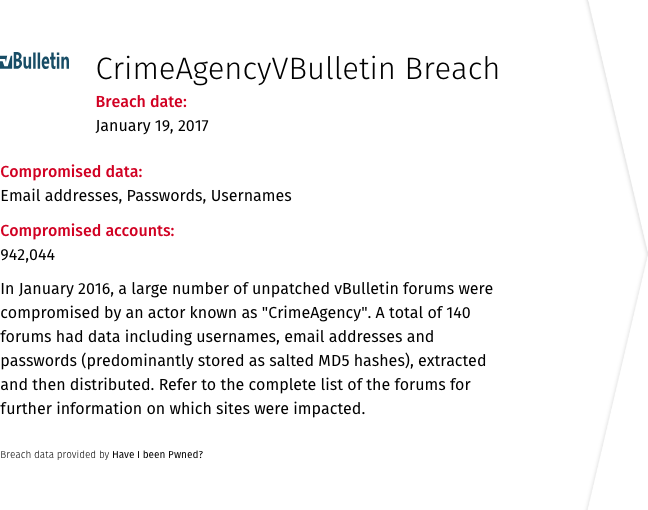 vBulletin
CrimeAgencyVBulletin Breach
Breach date:
January 19, 2017
Compromised data:
Email addresses, Passwords, Usernames
Compromised accounts:
942,044
In January 2016, a large number of unpatched vBulletin forums were
compromised by an actor known as "CrimeAgency". A total of 140
forums had data including usernames, email addresses and
passwords (predominantly stored as salted MD5 hashes), extracted
and then distributed. Refer to the complete list of the forums for
further information on which sites were impacted.
Breach data provided by Have I been Pwned?